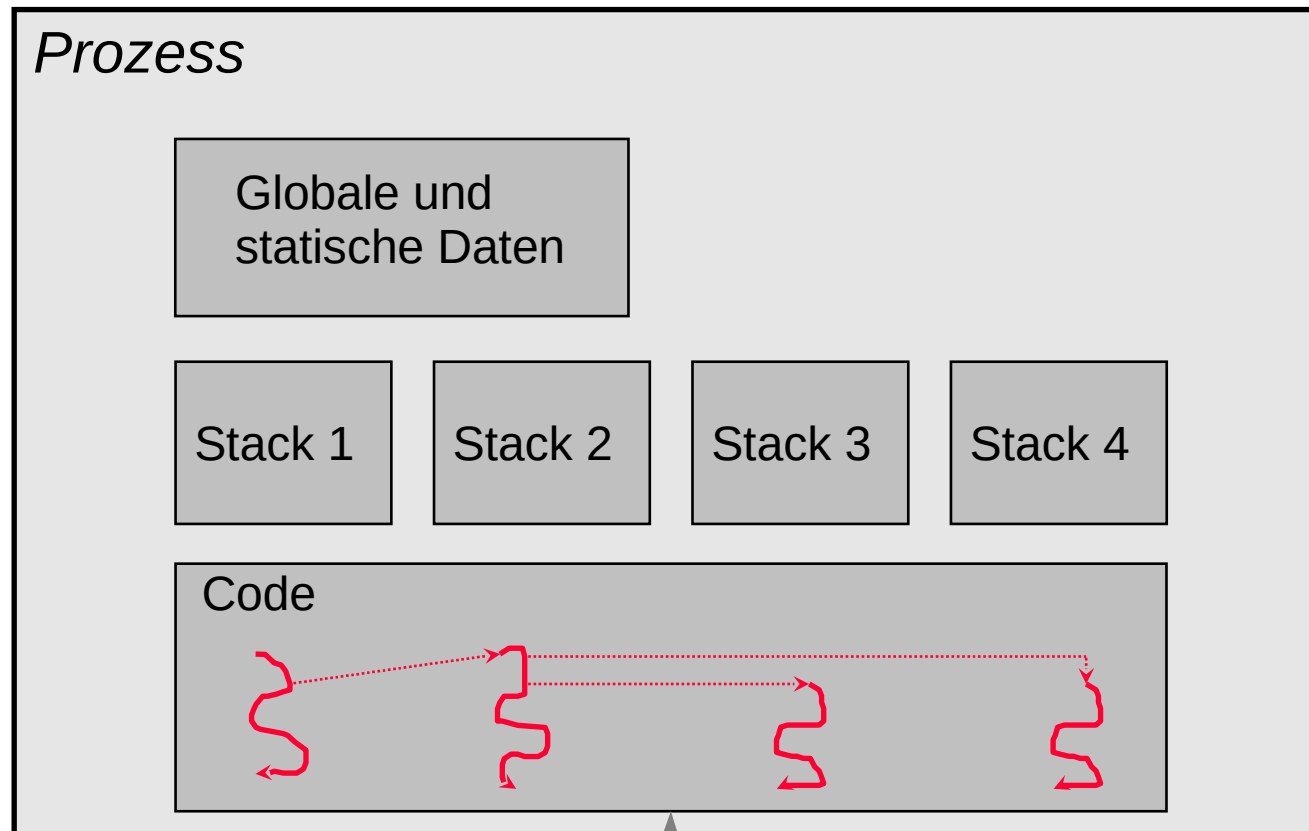 Prozess
Globale und
statische Daten
Stack 1
Stack 2
Stack 3
Stack 4
Code